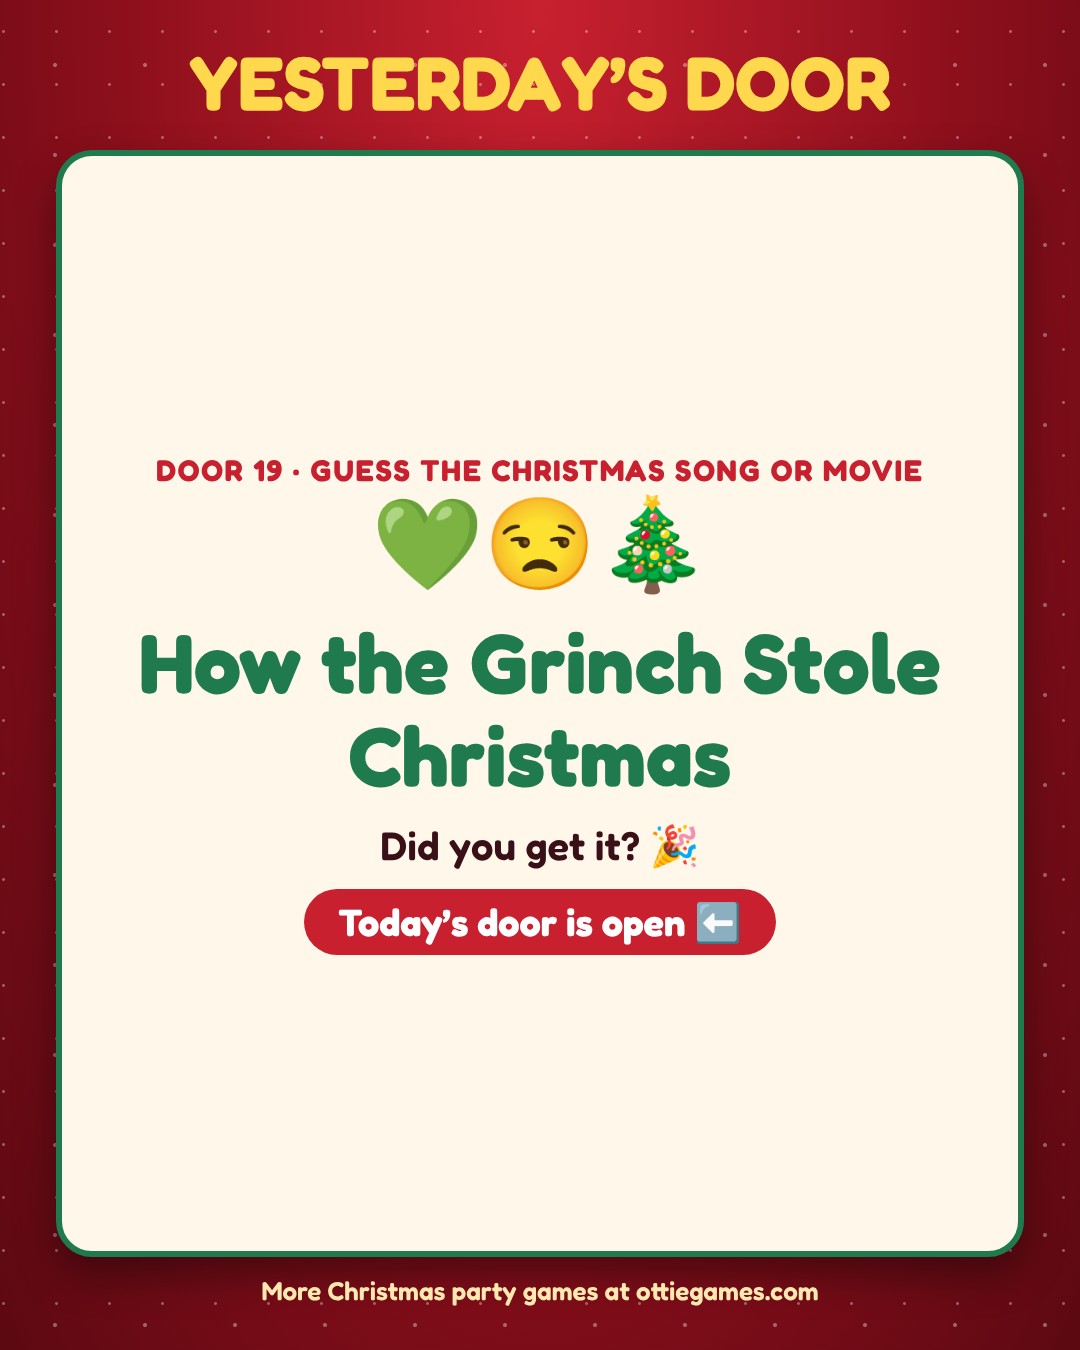 YESTERDAY’S DOOR
DOOR 19 · GUESS THE CHRISTMAS SONG OR MOVIE
💚😒🎄
How the Grinch Stole
Christmas
Did you get it? 🎉
Today’s door is open ⬅️
More Christmas party games at ottiegames.com